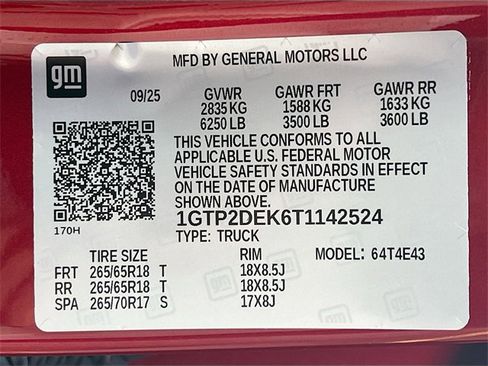 gm
MFD BY GENERAL MOTORS LLC
09/25 GVWR GAWR FRT GAWR RR
2835 KG 1588 KG 1633 KG
6250 LB 3500 LB 3600 LB
THIS VEHICLE CONFORMS TO ALL
APPLICABLE U.S. FEDERAL MOTOR
VEHICLE SAFETY STANDARDS IN EFFECT
ON THE DATE OF MANUFACTURE
SHOWN ABOVE.
1GTP2DEK6T1142524
170H TYPE: TRUCK
TIRE SIZE RIM MODEL: 64T4E43
FRT 265/65R18 T 18X8.5J
RR 265/65R18 T 18X8.5J
SPA 265/70R17 S 17X8J